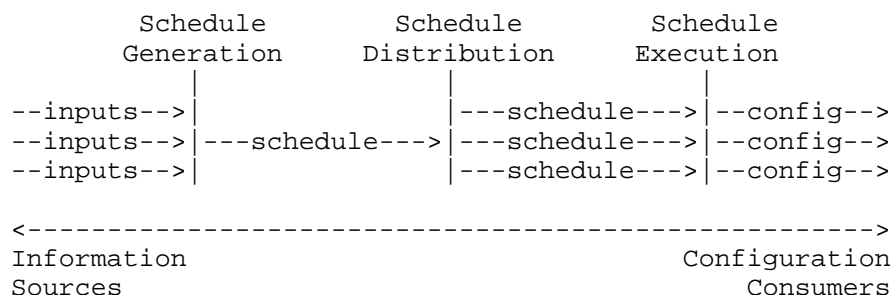 Schedule Schedule Schedule
Generation Distribution Execution
| | |
--inputs-->| |---schedule--->|--config-->
--inputs-->|---schedule--->|---schedule--->|--config-->
--inputs-->| |---schedule--->|--config-->
<----------------------------------------------------->
Information Configuration
Sources Consumers